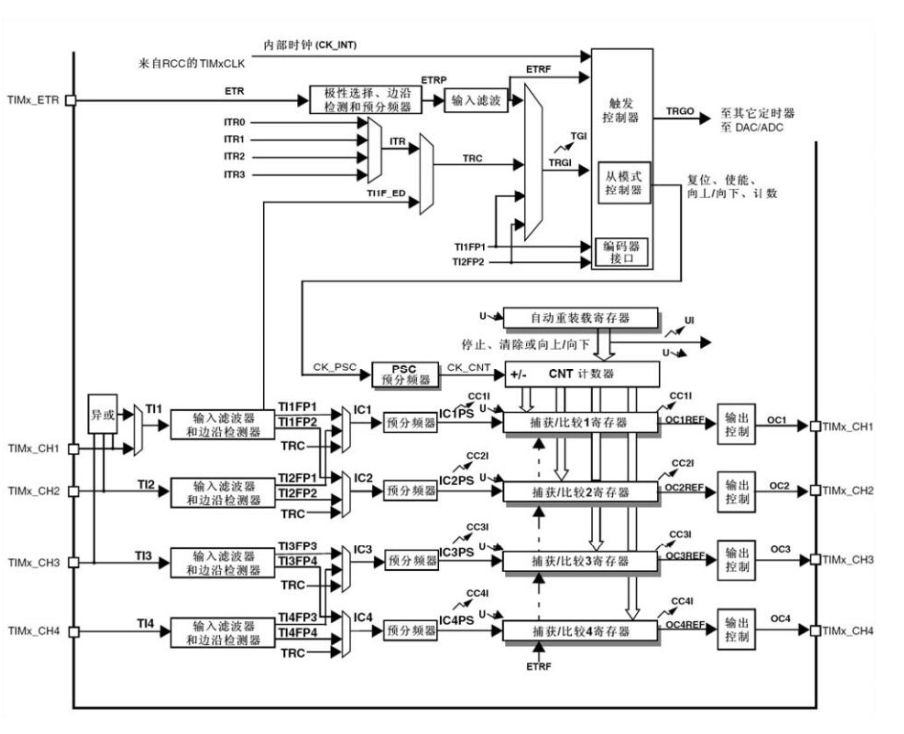 内部时钟 (CK_INT)
来自RCC的TIMxCLK
TIMx_ETR
ETR
极性选择、边沿
检测和预分频器
ETRP
输入滤波
ETRF
触发
控制器
TRGO
至其它定时器
至 DAC/ADC
ITR0
ITR1
ITR2
ITR3
ITR
TRC
TI1F_ED
TGI
TRGI
从模式
控制器
复位、使能、
向上/向下、计数
TI1FP1
TI2FP2
编码器
接口
U
自动重装载寄存器
UI
U
停止、清除或向上/向下
CK_PSC
PSC
预分频器
CK_CNT
+/-
CNT 计数器
异或
TI1
输入滤波器
和边沿检测器
TI1FP1
TI1FP2
TRC
IC1
预分频器
IC1PS
CC1I
U
捕获/比较1寄存器
CC1I
OC1REF
输出
控制
OC1
TIMx_CH1
TIMx_CH1
TIMx_CH2
TI2
输入滤波器
和边沿检测器
TI2FP1
TI2FP2
TRC
IC2
预分频器
IC2PS
CC2I
U
捕获/比较2寄存器
CC2I
OC2REF
输出
控制
OC2
TIMx_CH2
TIMx_CH3
TI3
输入滤波器
和边沿检测器
TI3FP3
TI3FP4
TRC
IC3
预分频器
IC3PS
CC3I
U
捕获/比较3寄存器
CC3I
OC3REF
输出
控制
OC3
TIMx_CH3
TIMx_CH4
TI4
输入滤波器
和边沿检测器
TI4FP3
TI4FP4
TRC
IC4
预分频器
IC4PS
CC4I
U
捕获/比较4寄存器
CC4I
OC4REF
输出
控制
OC4
TIMx_CH4
ETRF